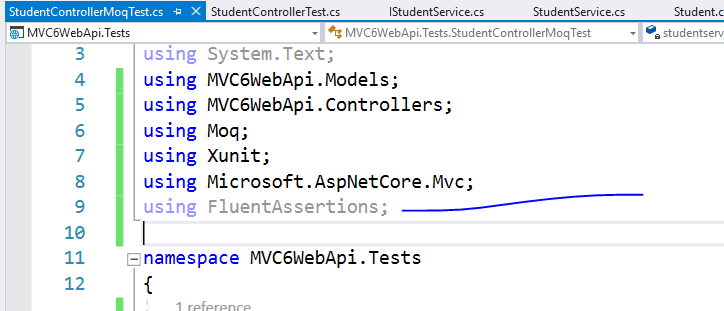 StudentControllerMoqTest.cs StudentControllerTest.cs IStudentService.cs StudentService.cs Student.c
MVC6WebApi.Tests MVC6WebApi.Tests.StudentControllerMoqTest studentserv
3 using System.Text;
4 using MVC6WebApi.Models;
5 using MVC6WebApi.Controllers;
6 using Moq;
7 using Xunit;
8 using Microsoft.AspNetCore.Mvc;
9 using FluentAssertions;
10
11 namespace MVC6WebApi.Tests
12 {
1 reference